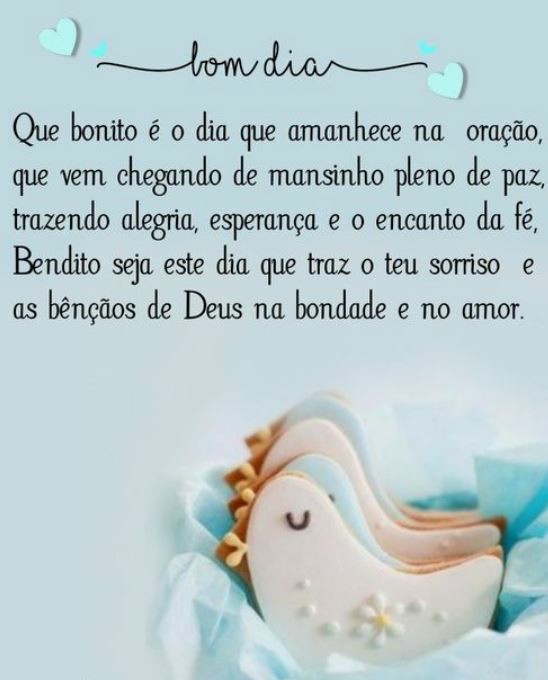 bom dia
Que bonito é o dia que amanhece na oração,
que vem chegando de mansinho pleno de paz,
trazendo alegria, esperança e o encanto da fé,
Bendito seja este dia que traz o teu sorriso e
as bênçãos de Deus na bondade e no amor.